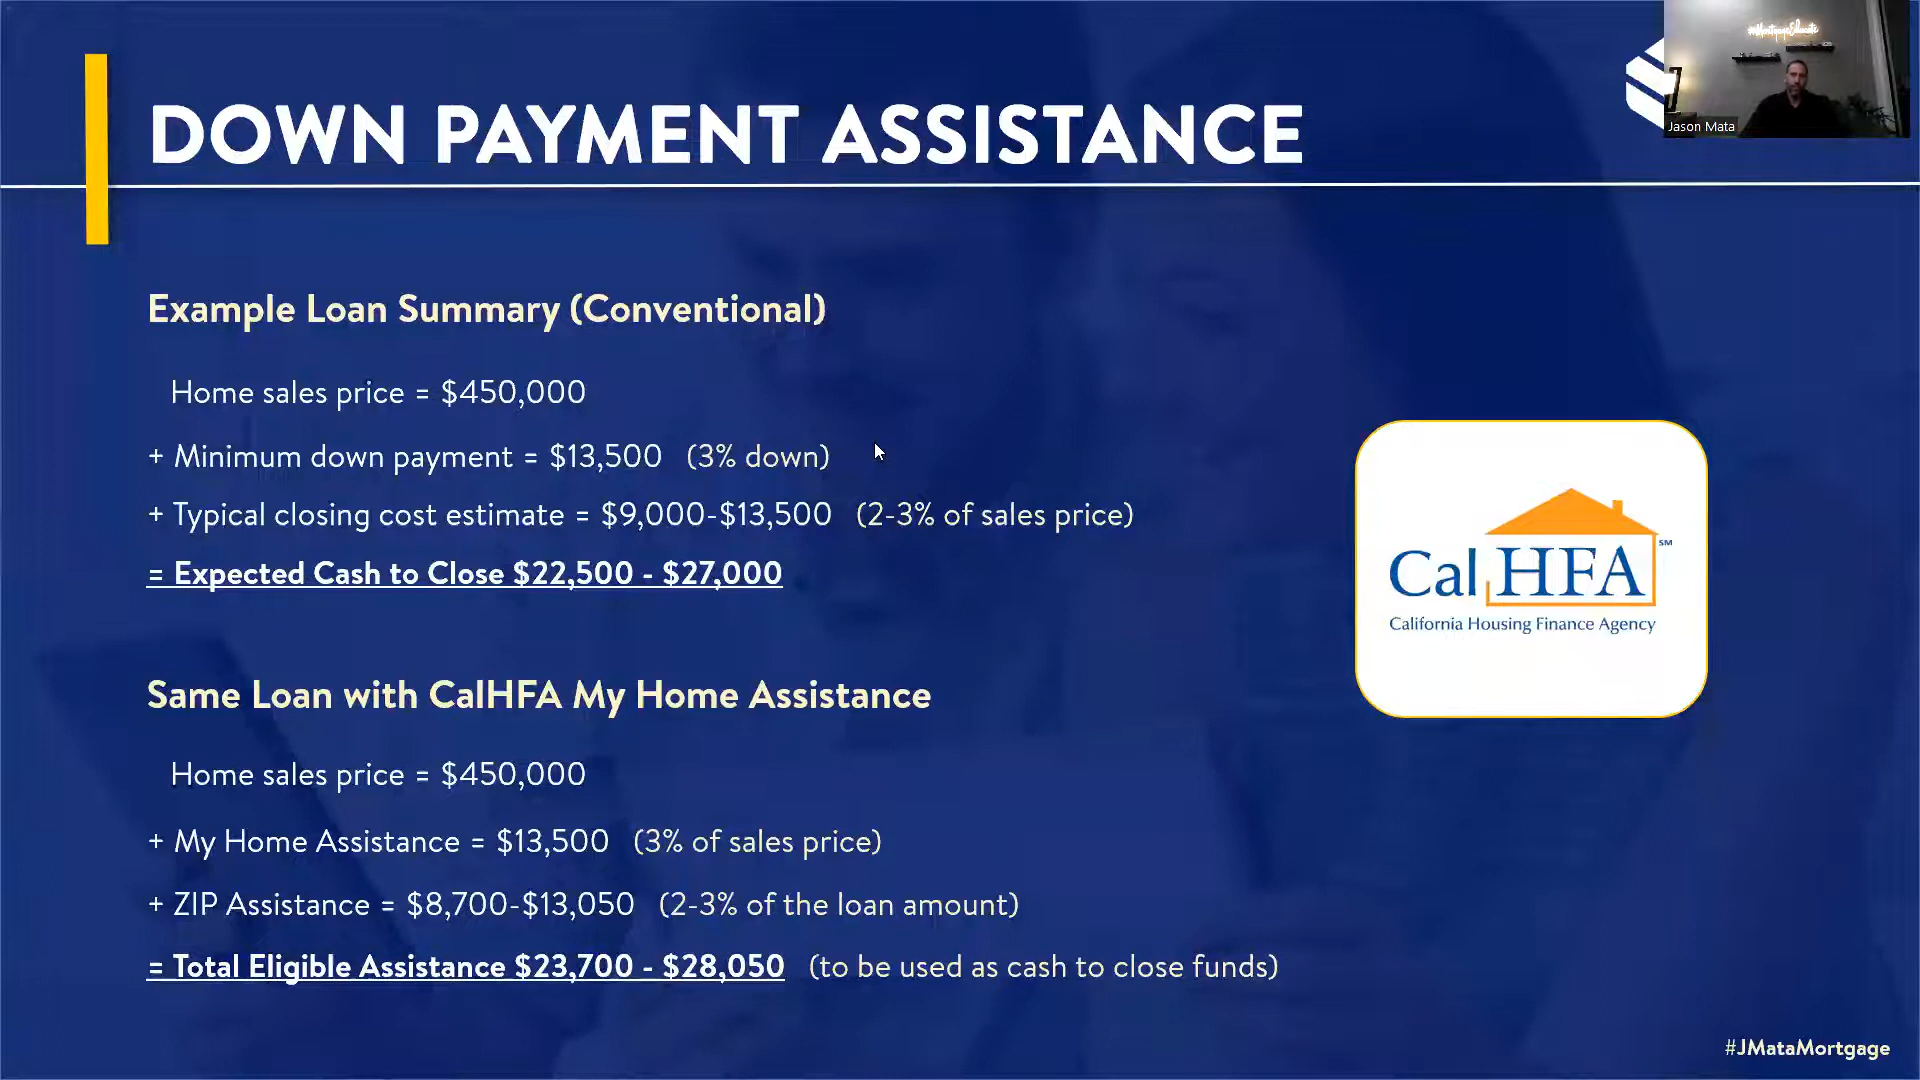 #MortgageEducate
Jason Mata
DOWN PAYMENT ASSISTANCE
Example Loan Summary (Conventional)
Home sales price = $450,000
+ Minimum down payment = $13,500 (3% down)
+ Typical closing cost estimate = $9,000-$13,500 (2-3% of sales price)
= Expected Cash to Close $22,500 - $27,000
Cal HFA SM
California Housing Finance Agency
Same Loan with CalHFA My Home Assistance
Home sales price = $450,000
+ My Home Assistance = $13,500 (3% of sales price)
+ ZIP Assistance = $8,700-$13,050 (2-3% of the loan amount)
= Total Eligible Assistance $23,700 - $28,050 (to be used as cash to close funds)
#JMataMortgage